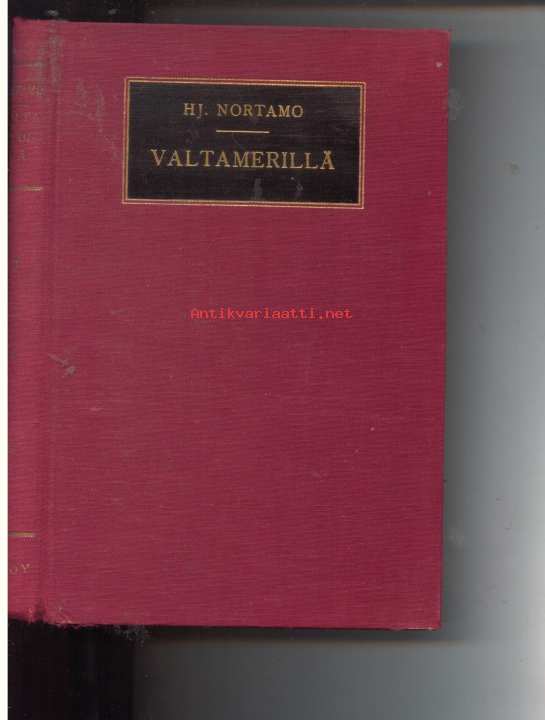 HJ. NORTAMO
VALTAMERILLÄ
Antikvariaatti.net